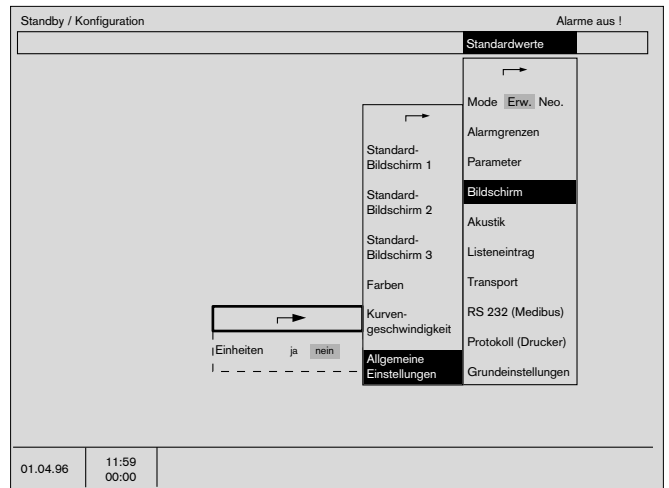 Standby / Konfiguration
Alarme aus !
Standardwerte
Mode Erw. Neo.
Alarmgrenzen
Parameter
Bildschirm
Akustik
Listeneintrag
Transport
RS 232 (Medibus)
Protokoll (Drucker)
Grundeinstellungen
Standard-
Bildschirm 1
Standard-
Bildschirm 2
Standard-
Bildschirm 3
Farben
Kurven-
geschwindigkeit
Allgemeine
Einstellungen
Einheiten ja nein
01.04.96
11:59
00:00